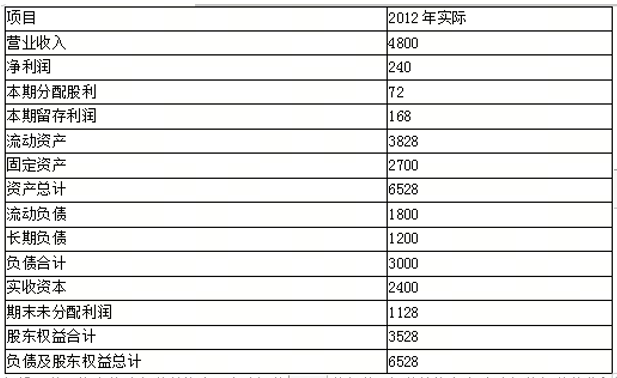 项目 2012年实际
营业收入 4800
净利润 240
本期分配股利 72
本期留存利润 168
流动资产 3828
固定资产 2700
资产总计 6528
流动负债 1800
长期负债 1200
负债合计 3000
实收资本 2400
期末未分配利润 1128
股东权益合计 3528
负债及股东权益总计 6528